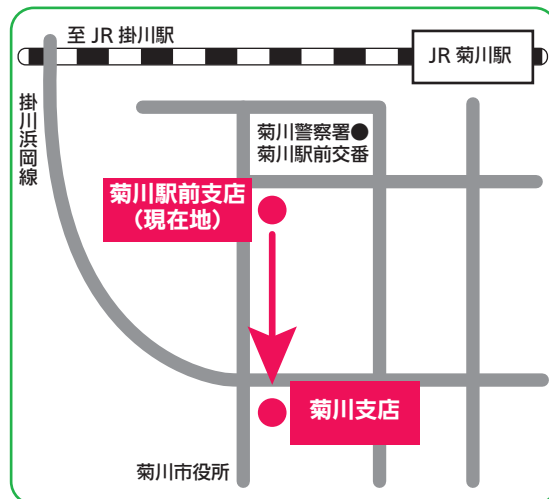 至 JR 掛川駅
JR 菊川駅
掛川浜岡線
菊川警察署
菊川駅前交番
菊川駅前支店
（現在地）
菊川支店
菊川市役所